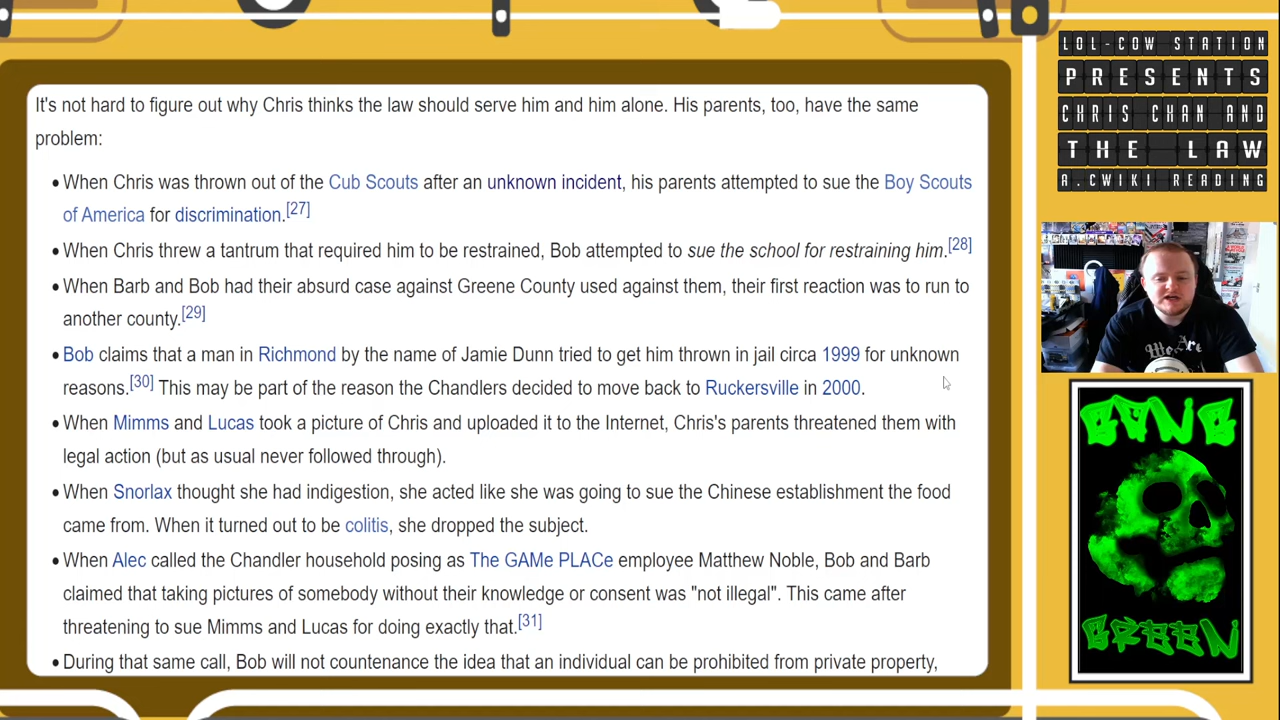 It's not hard to figure out why Chris thinks the law should serve him and him alone. His parents, too, have the same
problem:
• When Chris was thrown out of the Cub Scouts after an unknown incident, his parents attempted to sue the Boy Scouts
of America for discrimination.[27]
• When Chris threw a tantrum that required him to be restrained, Bob attempted to sue the school for restraining him.[28]
• When Barb and Bob had their absurd case against Greene County used against them, their first reaction was to run to
another county.[29]
• Bob claims that a man in Richmond by the name of Jamie Dunn tried to get him thrown in jail circa 1999 for unknown
reasons.[30] This may be part of the reason the Chandlers decided to move back to Ruckersville in 2000.
• When Mimms and Lucas took a picture of Chris and uploaded it to the Internet, Chris's parents threatened them with
legal action (but as usual never followed through).
• When Snorlax thought she had indigestion, she acted like she was going to sue the Chinese establishment the food
came from. When it turned out to be colitis, she dropped the subject.
• When Alec called the Chandler household posing as The GAMe PLACe employee Matthew Noble, Bob and Barb
claimed that taking pictures of somebody without their knowledge or consent was "not illegal". This came after
threatening to sue Mimms and Lucas for doing exactly that.[31]
• During that same call, Bob will not countenance the idea that an individual can be prohibited from private property,
LOL-COW STATION
PRESENTS
CHRIS CHAN AND
THE LAW
A.CWIKI READING
GONE
GREEN